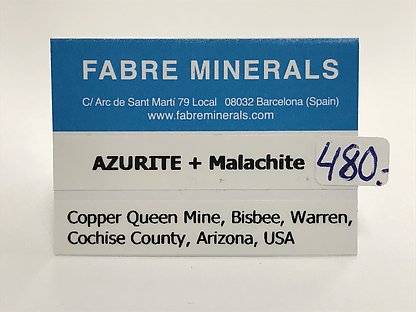 FABRE MINERALS
C/ Arc de Sant Martí 79 Local 08032 Barcelona (Spain)
www.fabreminerals.com
AZURITE + Malachite 480.-
Copper Queen Mine, Bisbee, Warren,
Cochise County, Arizona, USA